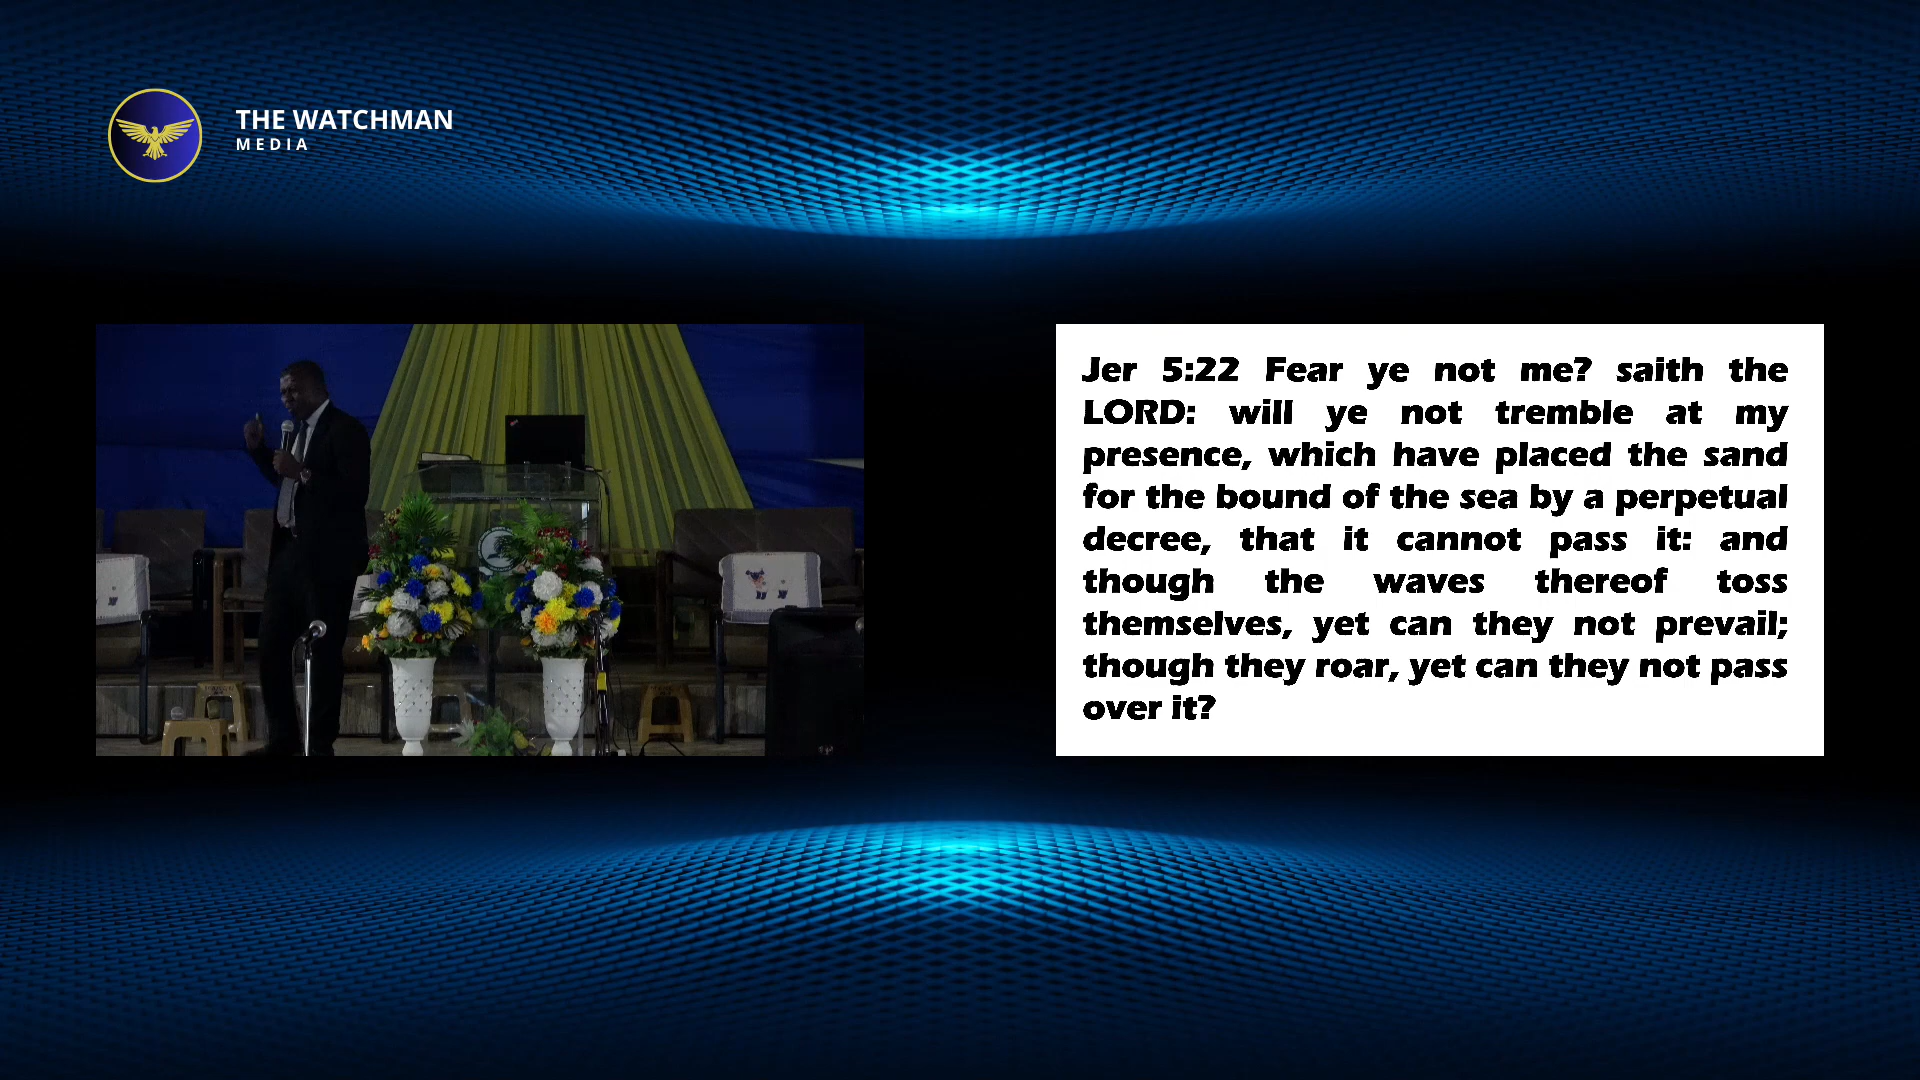 THE WATCHMAN
MEDIA
Jer 5:22 Fear ye not me? saith the
LORD: will ye not tremble at my
presence, which have placed the sand
for the bound of the sea by a perpetual
decree, that it cannot pass it: and
though the waves thereof toss
themselves, yet can they not prevail;
though they roar, yet can they not pass
over it?